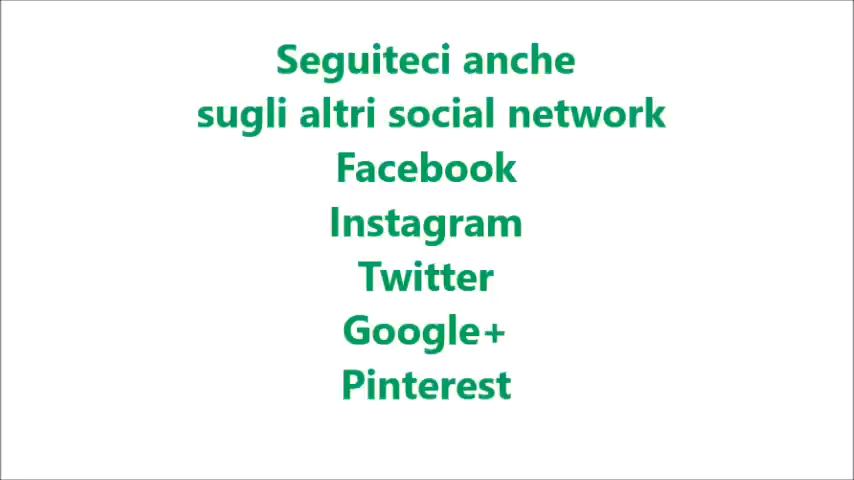 Seguiteci anche
sugli altri social network
Facebook
Instagram
Twitter
Google+
Pinterest